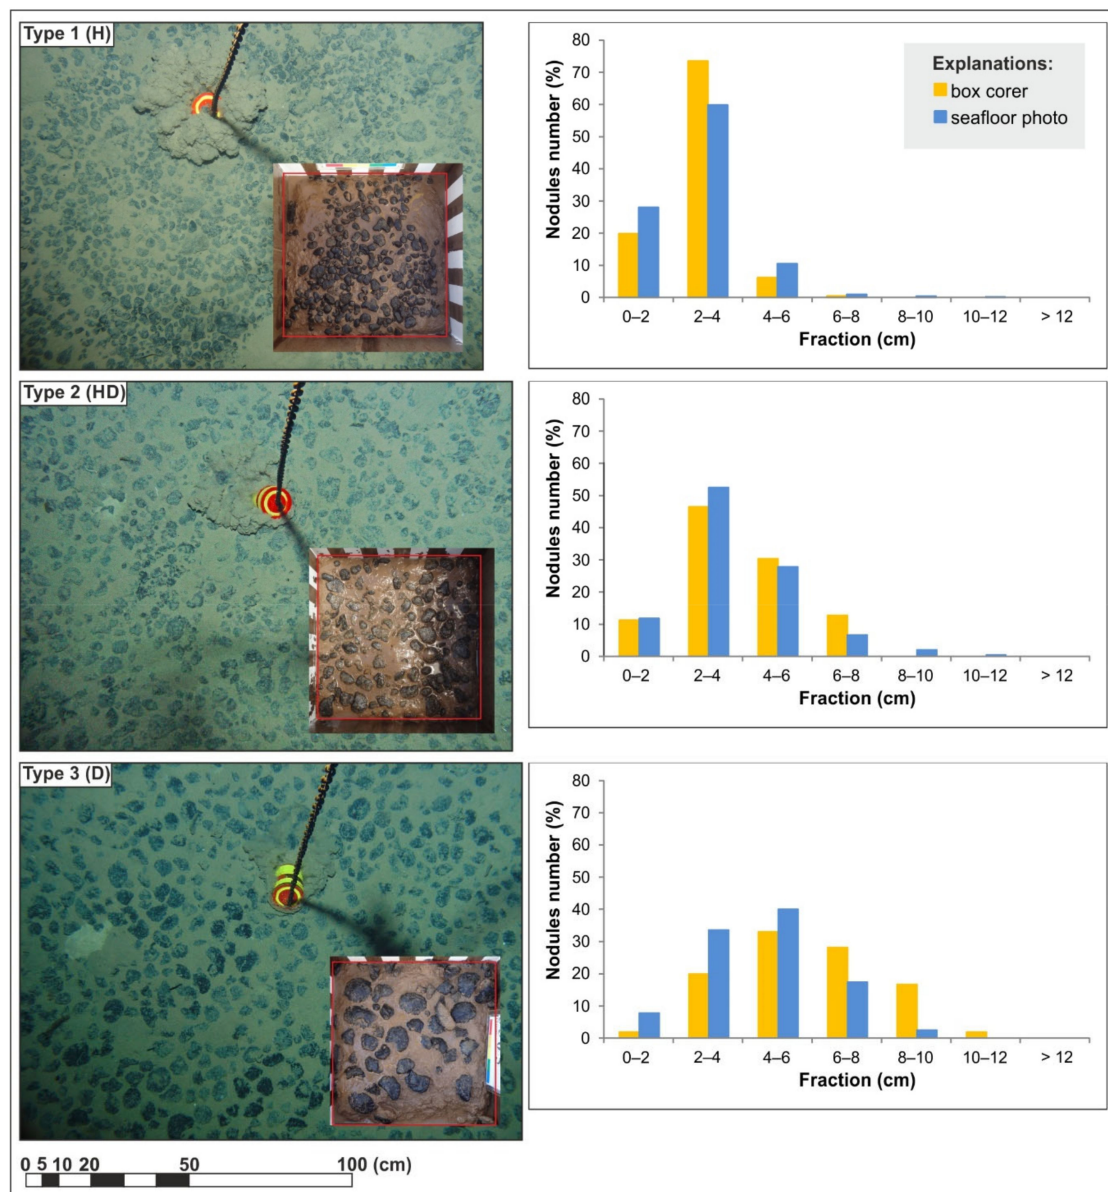 Type 1 (H)
80
70
60
50
40
30
20
10
0
Nodules number (%)
Explanations:
box corer
seafloor photo
0–2 2–4 4–6 6–8 8–10 10–12 > 12
Fraction (cm)
Type 2 (HD)
80
70
60
50
40
30
20
10
0
Nodules number (%)
0–2 2–4 4–6 6–8 8–10 10–12 > 12
Fraction (cm)
Type 3 (D)
80
70
60
50
40
30
20
10
0
Nodules number (%)
0–2 2–4 4–6 6–8 8–10 10–12 > 12
Fraction (cm)
0 5 10 20 50 100 (cm)